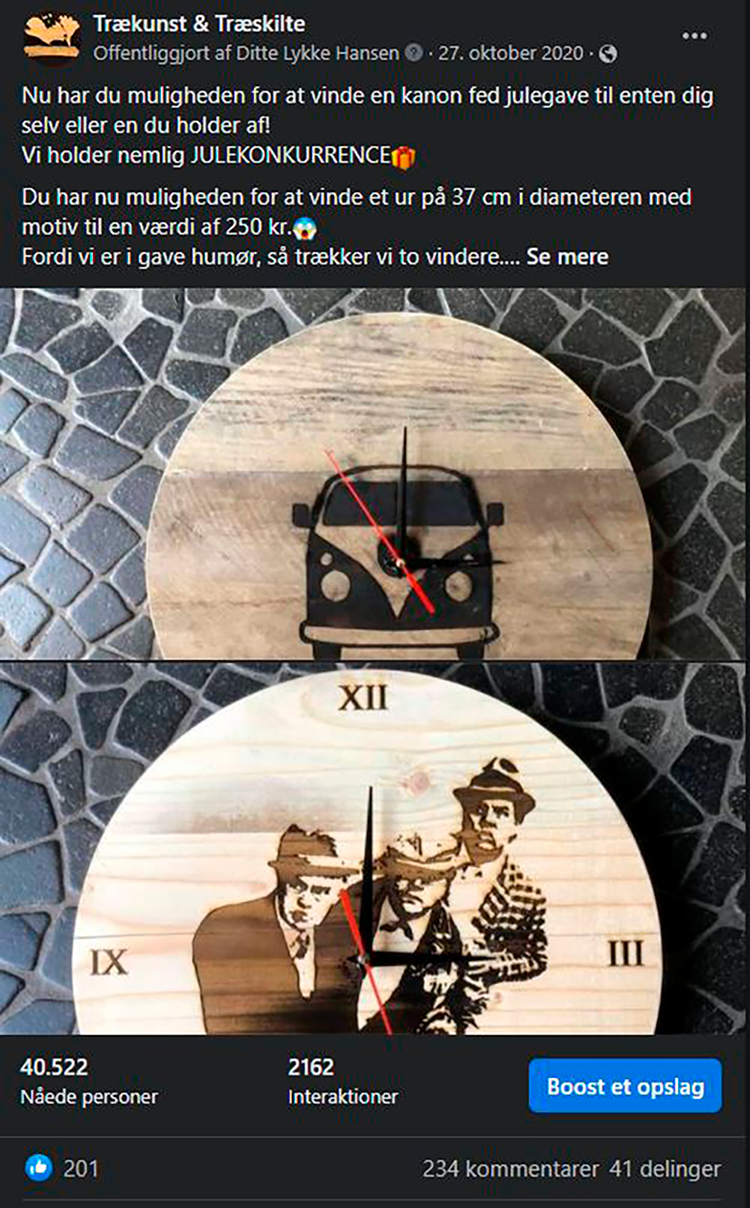 Trækunst & Træskilte
Offentliggjort af Ditte Lykke Hansen · 27. oktober 2020 ·
Nu har du muligheden for at vinde en kanon fed julegave til enten dig
selv eller en du holder af!
Vi holder nemlig JULEKONKURRENCE🎁
Du har nu muligheden for at vinde et ur på 37 cm i diameteren med
motiv til en værdi af 250 kr.😱
Fordi vi er i gave humør, så trækker vi to vindere.... Se mere
XII
IX
III
40.522
Nåede personer
2162
Interaktioner
Boost et opslag
201
234 kommentarer 41 delinger